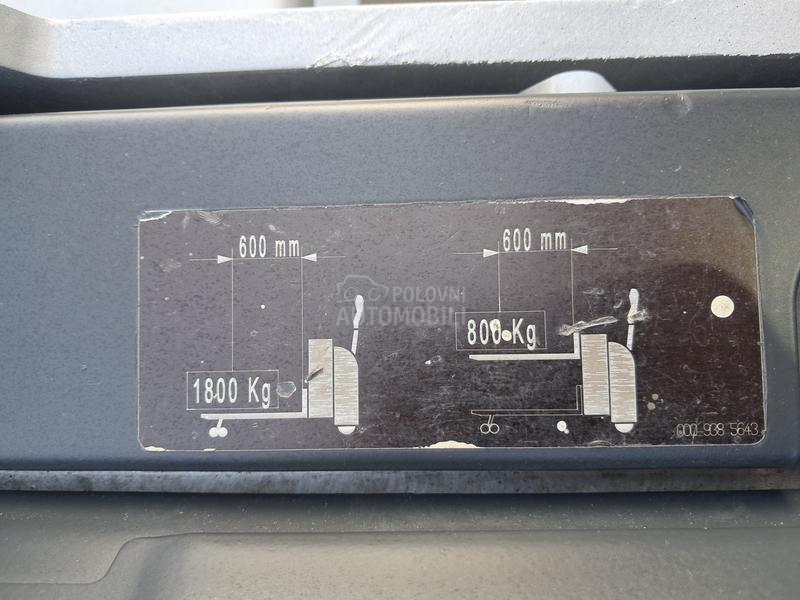 600 mm
600 mm
POLOVNI
AUTOMOBILI
800 Kg
1800 Kg
000 938 5643